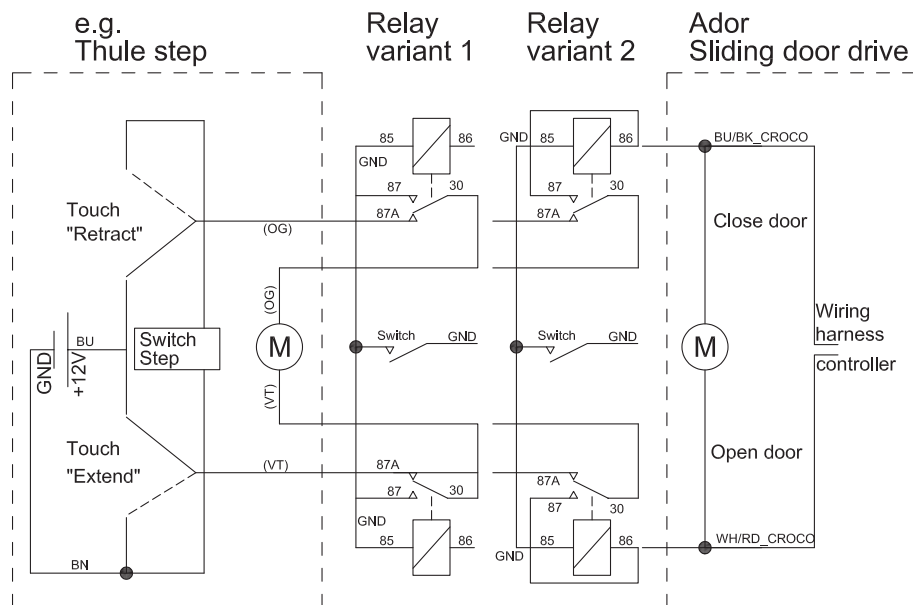 e.g.
Thule step
Relay
variant 1
Relay
variant 2
Ador
Sliding door drive
85
86
GND
87
30
87A
GND
85
86
87
30
87A
BU/BK_CROCO
Touch
"Retract"
(OG)
Close door
(OG)
GND
+12V
BU
Switch
Step
M
Switch
GND
Switch
GND
M
Wiring
harness
controller
(VT)
Touch
"Extend"
(VT)
87A
87
30
GND
85
86
87A
87
30
85
86
GND
Open door
WH/RD_CROCO
BN